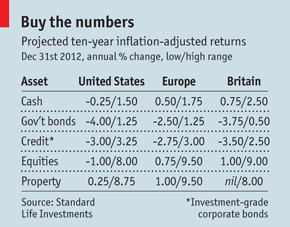 Buy the numbers
Projected ten-year inflation-adjusted returns
Dec 31st 2012, annual % change, low/high range
Asset United States Europe Britain
Cash -0.25/1.50 0.50/1.75 0.75/2.50
Gov't bonds -4.00/1.25 -2.50/1.25 -3.75/0.50
Credit* -3.00/3.25 -2.75/3.00 -3.50/2.50
Equities -1.00/8.00 0.75/9.50 1.00/9.00
Property 0.25/8.75 1.00/9.50 nil/8.00
Source: Standard Life Investments
*Investment-grade corporate bonds